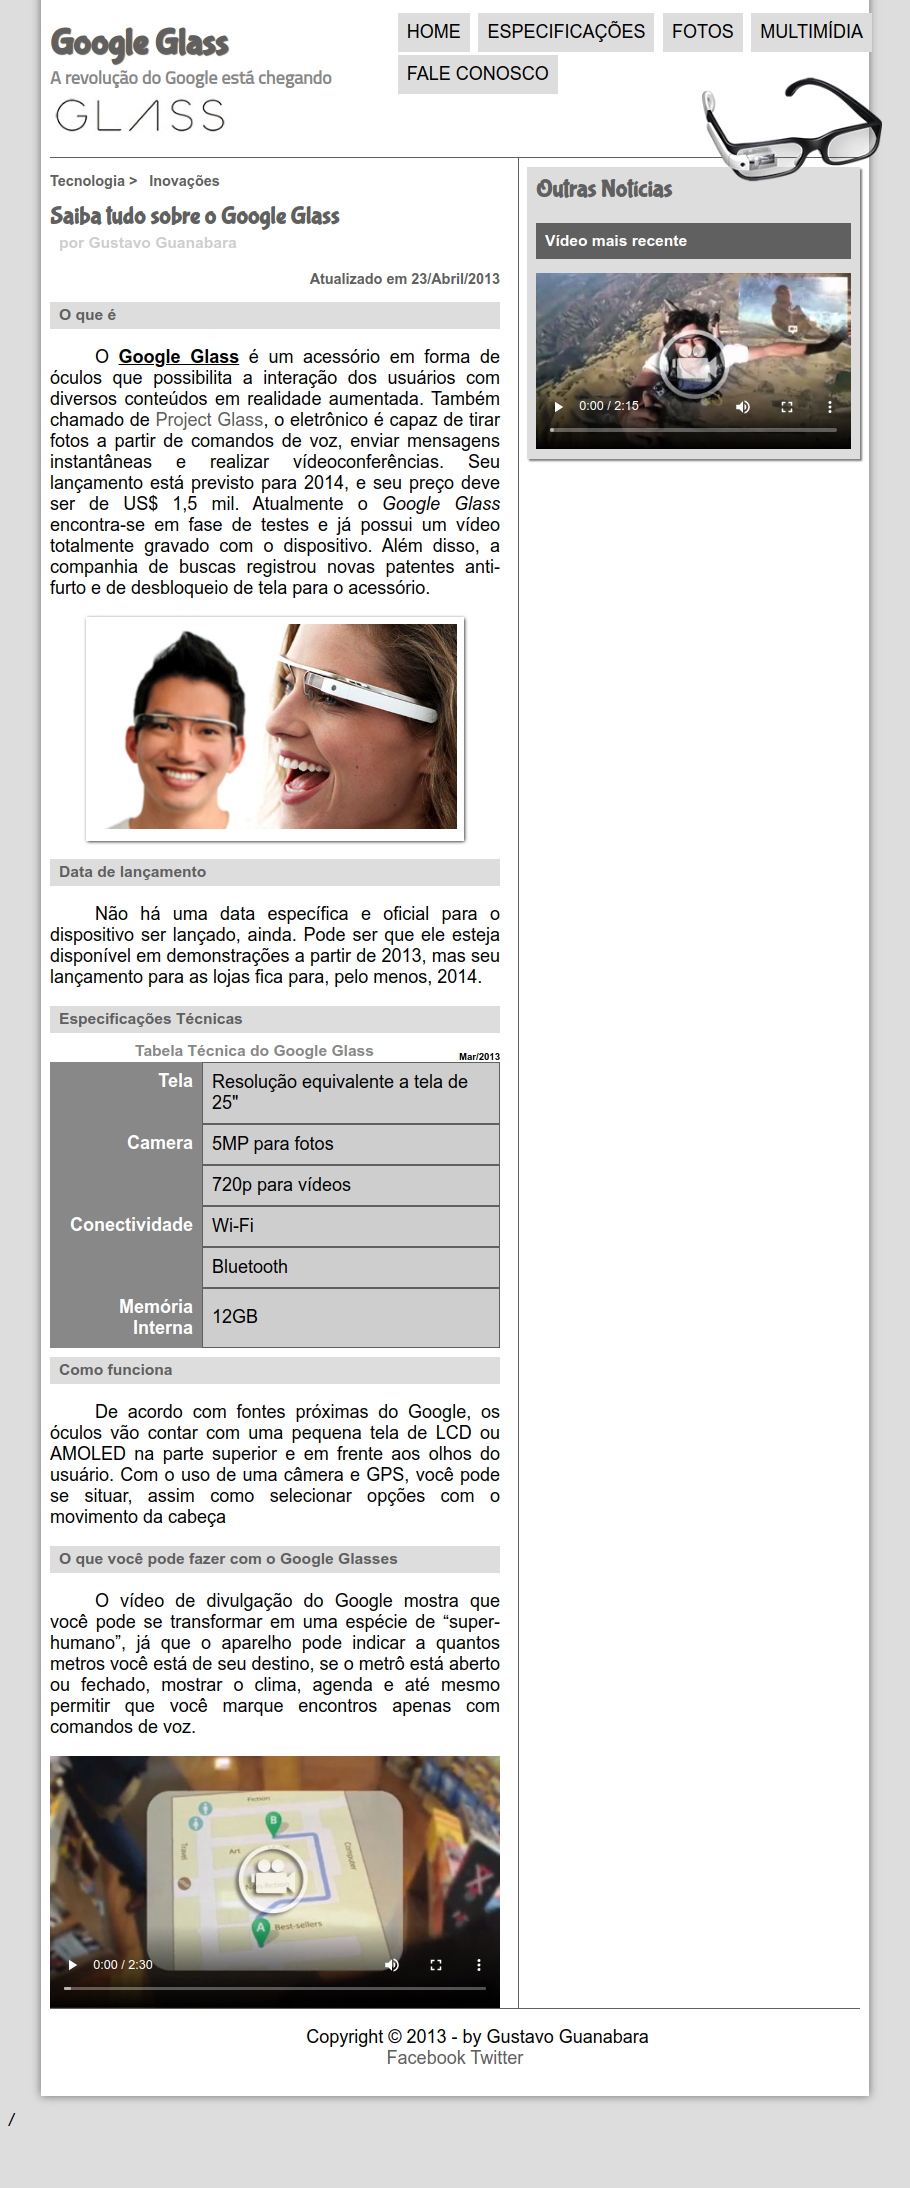 Google Glass
A revolução do Google está chegando
GLASS
HOME ESPECIFICAÇÕES FOTOS MULTIMÍDIA
FALE CONOSCO
Tecnologia > Inovações
Saiba tudo sobre o Google Glass
por Gustavo Guanabara
Atualizado em 23/Abril/2013
O que é
O Google Glass é um acessório em forma de
óculos que possibilita a interação dos usuários com
diversos conteúdos em realidade aumentada. Também
chamado de Project Glass, o eletrônico é capaz de tirar
fotos a partir de comandos de voz, enviar mensagens
instantâneas e realizar vídeoconferências. Seu
lançamento está previsto para 2014, e seu preço deve
ser de US$ 1,5 mil. Atualmente o Google Glass
encontra-se em fase de testes e já possui um vídeo
totalmente gravado com o dispositivo. Além disso, a
companhia de buscas registrou novas patentes anti-
furto e de desbloqueio de tela para o acessório.
Data de lançamento
Não há uma data específica e oficial para o
dispositivo ser lançado, ainda. Pode ser que ele esteja
disponível em demonstrações a partir de 2013, mas seu
lançamento para as lojas fica para, pelo menos, 2014.
Especificações Técnicas
Tabela Técnica do Google Glass Mar/2013
Tela Resolução equivalente a tela de
25"
Camera 5MP para fotos
720p para vídeos
Conectividade Wi-Fi
Bluetooth
Memória
Interna 12GB
Como funciona
De acordo com fontes próximas do Google, os
óculos vão contar com uma pequena tela de LCD ou
AMOLED na parte superior e em frente aos olhos do
usuário. Com o uso de uma câmera e GPS, você pode
se situar, assim como selecionar opções com o
movimento da cabeça
O que você pode fazer com o Google Glasses
O vídeo de divulgação do Google mostra que
você pode se transformar em uma espécie de “super-
humano”, já que o aparelho pode indicar a quantos
metros você está de seu destino, se o metrô está aberto
ou fechado, mostrar o clima, agenda e até mesmo
permitir que você marque encontros apenas com
comandos de voz.
Fiction
B
Travel
Art
Computer
Non-fiction
A Best-sellers
0:00 / 2:30
Outras Notícias
Vídeo mais recente
0:00 / 2:15
Copyright © 2013 - by Gustavo Guanabara
Facebook Twitter
/